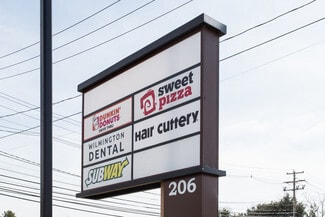 DUNKIN'
DONUTS
sweet
pizza
WILMINGTON
DENTAL
Hair Cuttery
SUBWAY
206